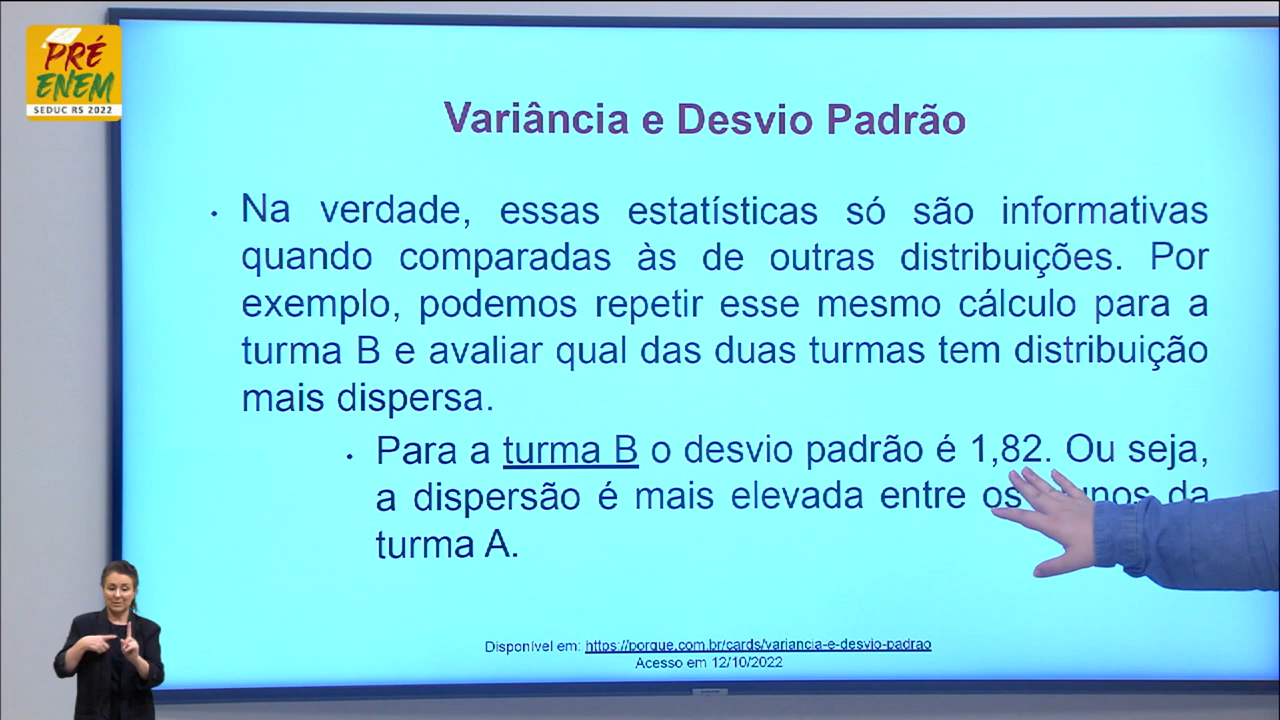 PRÉ
ENEM
SEDUC RS 2022
Variância e Desvio Padrão
• Na verdade, essas estatísticas só são informativas
quando comparadas às de outras distribuições. Por
exemplo, podemos repetir esse mesmo cálculo para a
turma B e avaliar qual das duas turmas tem distribuição
mais dispersa.
• Para a turma B o desvio padrão é 1,82. Ou seja,
a dispersão é mais elevada entre os da
turma A.
Disponível em: https://porque.com.br/cards/variancia-e-desvio-padrao
Acesso em 12/10/2022